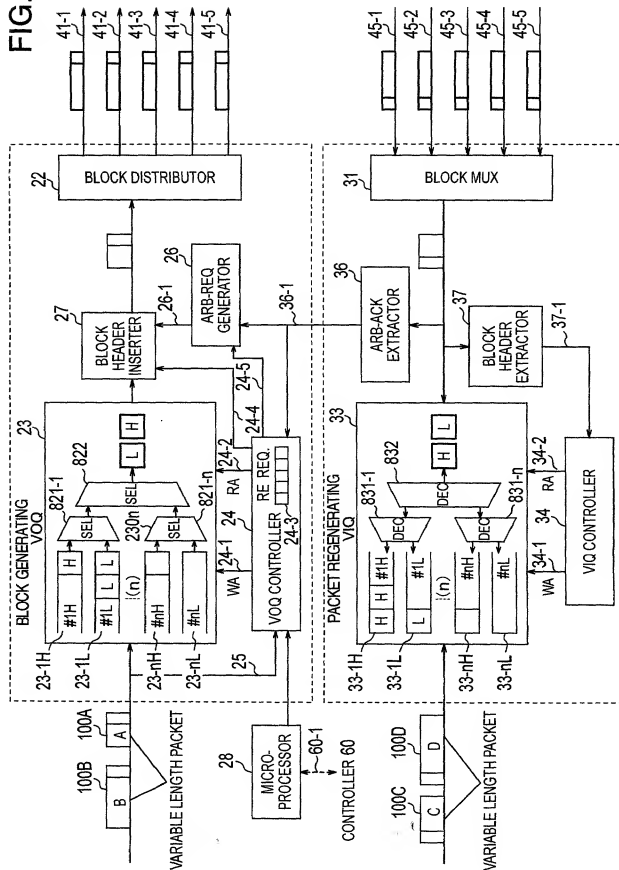 FIG.
41-1
41-2
41-3
41-4
41-5
45-1
45-2
45-3
45-4
45-5
22
BLOCK DISTRIBUTOR
31
BLOCK MUX
27
BLOCK
HEADER
INSERTER
26
26-1
ARB-REQ
GENERATOR
36
36-1
ARB-ACK
EXTRACTOR
37
37-1
BLOCK
HEADER
EXTRACTOR
BLOCK GENERATING
VOQ
23
821-1
822
SEL
SEL
SEL
230n
821-n
L
H
H
#1H
L
L
#1L
(n)
#nH
#nL
23-1H
23-1L
23-nH
23-nL
24-1
WA
24
24-2
RA
24-4
24-5
VOQ CONTROLLER
RE REQ.
24-3
25
PACKET REGENERATING
VIQ
33
831-1
832
DEC
DEC
DEC
831-n
H
L
H
H
#1H
L
#1L
(n)
#nH
#nL
33-1H
33-1L
33-nH
33-nL
34-1
WA
34
34-2
RA
VIQ CONTROLLER
100B
100A
B
A
VARIABLE LENGTH PACKET
28
MICRO-
PROCESSOR
60-1
CONTROLLER 60
100C
100D
C
D
VARIABLE LENGTH PACKET